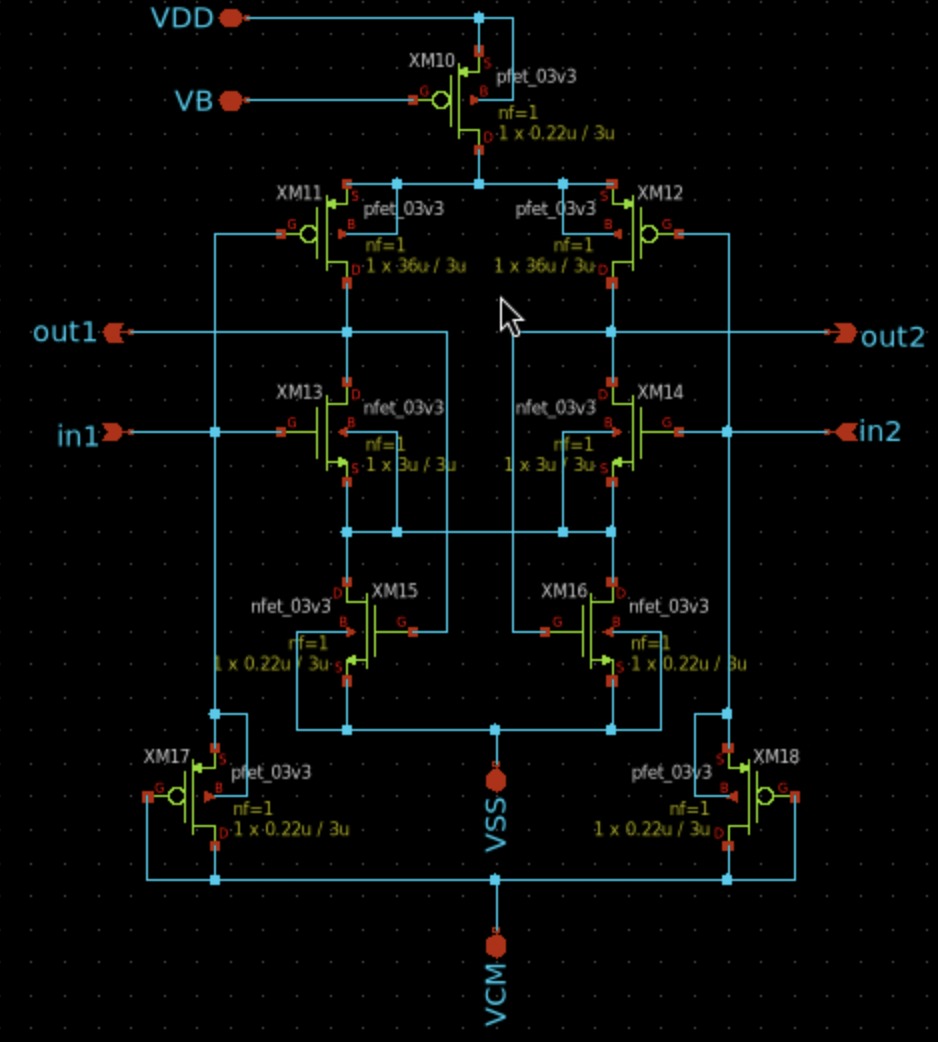 VDD
XM10
S
pfet_03v3
VB
G
B
nf=1
D
1 x 0.22u / 3u
XM11
S
pfet_03v3
G
B
nf=1
D
1 x 36u / 3u
XM12
S
pfet_03v3
G
B
nf=1
D
1 x 36u / 3u
out1
out2
XM13
D
nfet_03v3
in1
G
B
nf=1
S
1 x 3u / 3u
XM14
D
nfet_03v3
in2
G
B
nf=1
S
1 x 3u / 3u
XM15
D
nfet_03v3
B
G
nf=1
S
1 x 0.22u / 3u
XM16
D
nfet_03v3
G
B
nf=1
S
1 x 0.22u / 3u
XM17
S
pfet_03v3
G
B
nf=1
D
1 x 0.22u / 3u
VSS
XM18
S
pfet_03v3
B
G
nf=1
D
1 x 0.22u / 3u
VCM